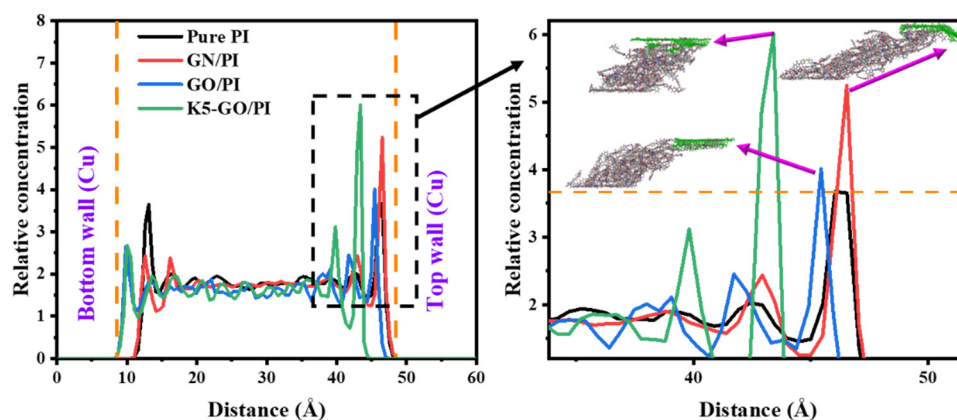 Relative concentration
8
7
6
5
4
3
2
1
0
Pure PI
GN/PI
GO/PI
K5-GO/PI
Bottom wall (Cu)
Top wall (Cu)
0 10 20 30 40 50 60
Distance (Å)
Relative concentration
6
5
4
3
2
40 50
Distance (Å)